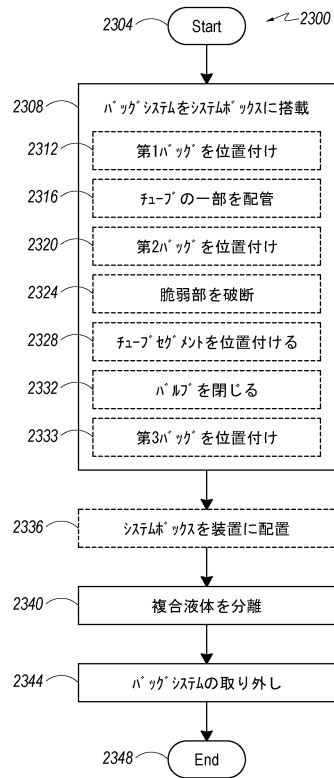 2300
2304
Start
2308
バッグシステムをシステムボックスに搭載
2312
第1バッグを位置付け
2316
チューブの一部を配管
2320
第2バッグを位置付け
2324
脆弱部を破断
2328
チューブセグメントを位置付ける
2332
バルブを閉じる
2333
第3バッグを位置付け
2336
システムボックスを装置に配置
2340
複合液体を分離
2344
バッグシステムの取り外し
2348
End